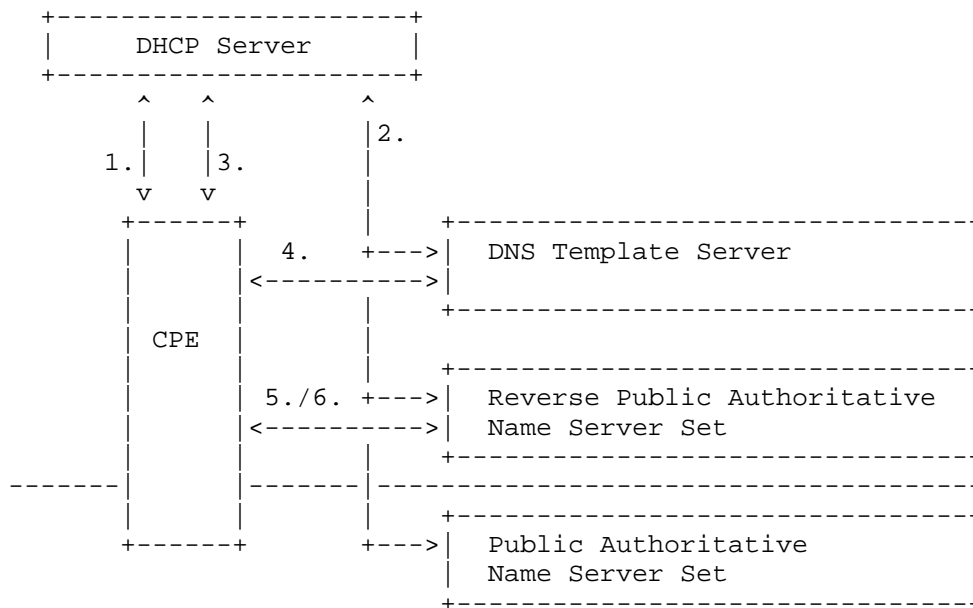 DHCP Server
2.
1. 3.
4. DNS Template Server
CPE
5./6. Reverse Public Authoritative
Name Server Set
Public Authoritative
Name Server Set